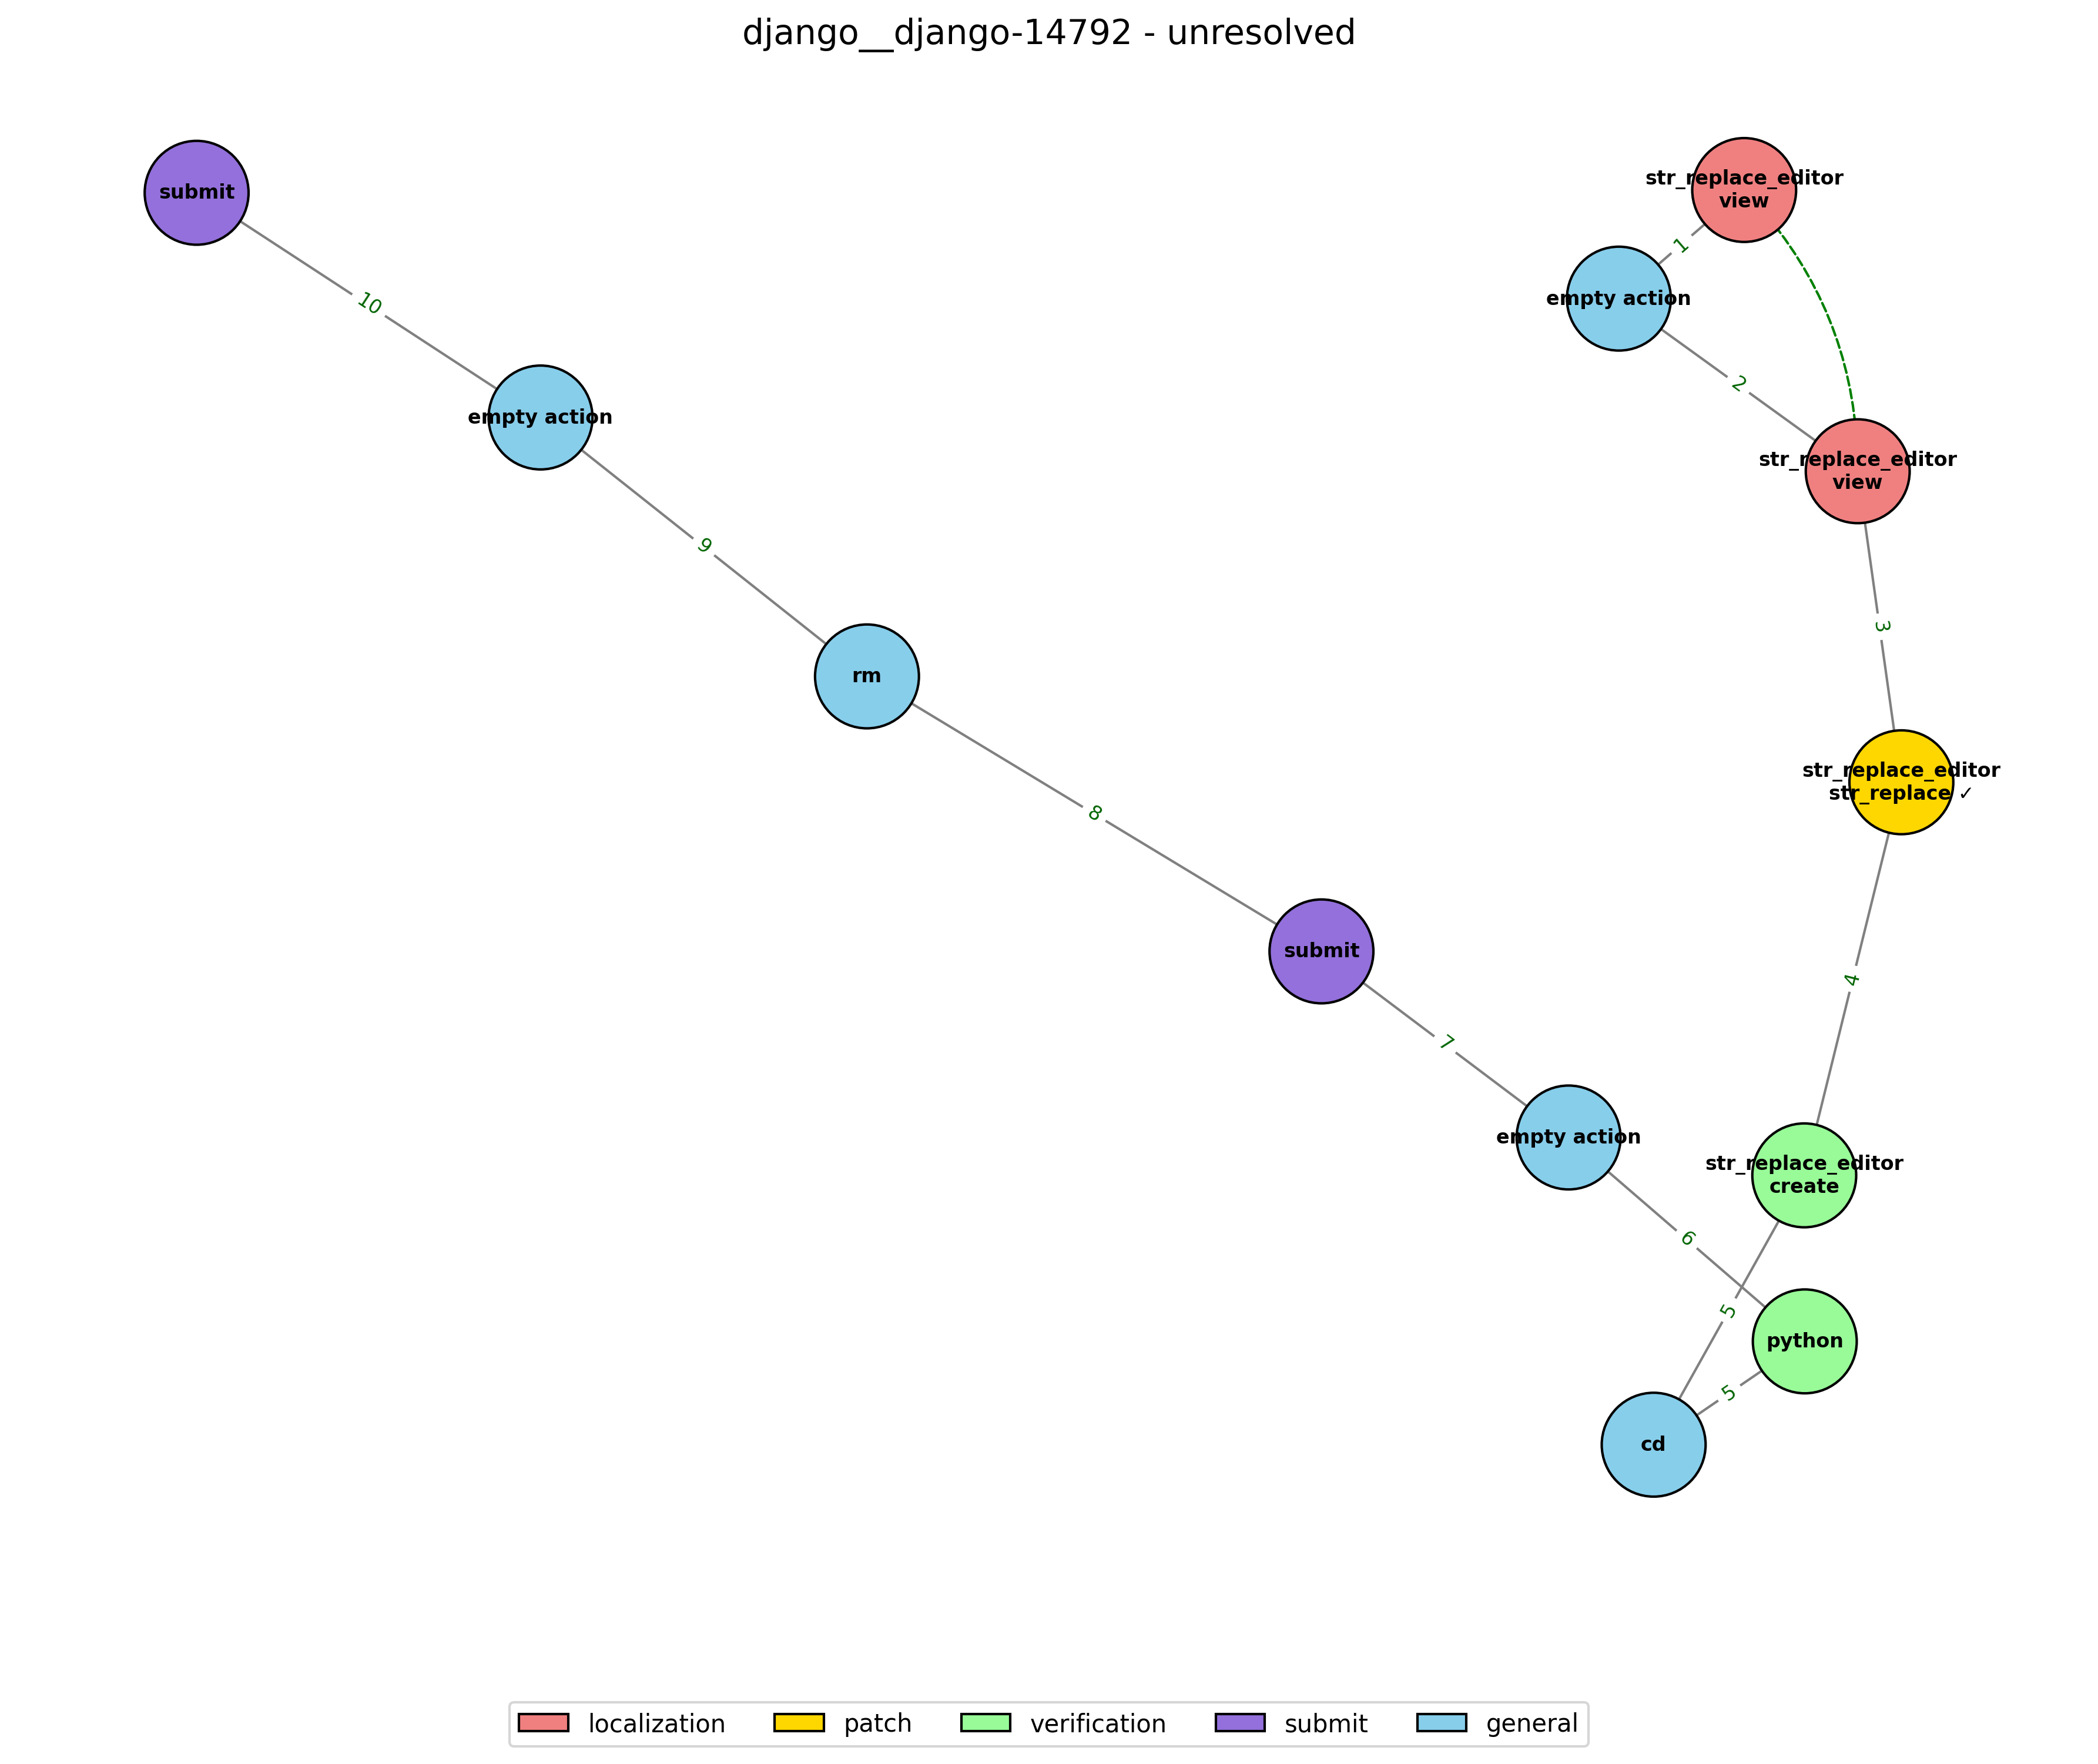 django__django-14792 - unresolved
submit
str_replace_editor
view
1
empty action
10
2
empty action
str_replace_editor
view
9
3
rm
str_replace_editor
str_replace ✓
8
submit
4
7
empty action
str_replace_editor
create
6
5
python
5
cd
localization
patch
verification
submit
general